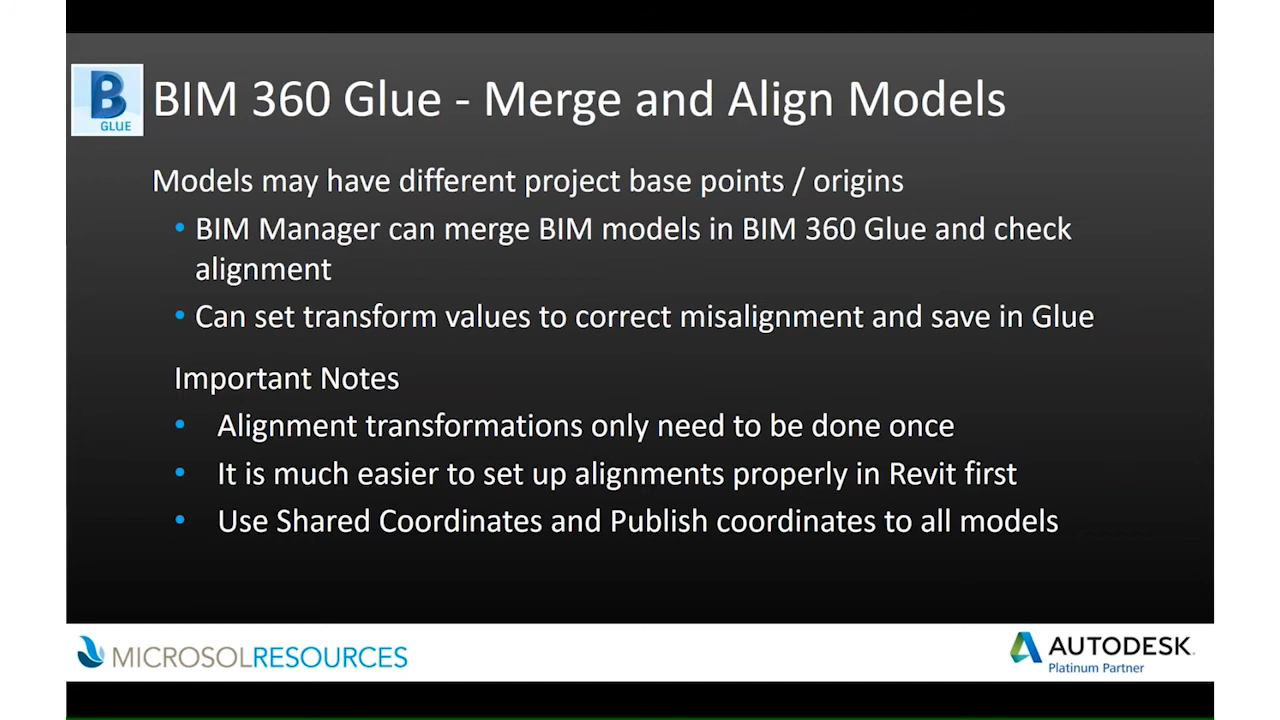 B
GLUE
BIM 360 Glue - Merge and Align Models
Models may have different project base points / origins
• BIM Manager can merge BIM models in BIM 360 Glue and check
alignment
• Can set transform values to correct misalignment and save in Glue
Important Notes
• Alignment transformations only need to be done once
• It is much easier to set up alignments properly in Revit first
• Use Shared Coordinates and Publish coordinates to all models
MICROSOLRESOURCES
AUTODESK.
Platinum Partner